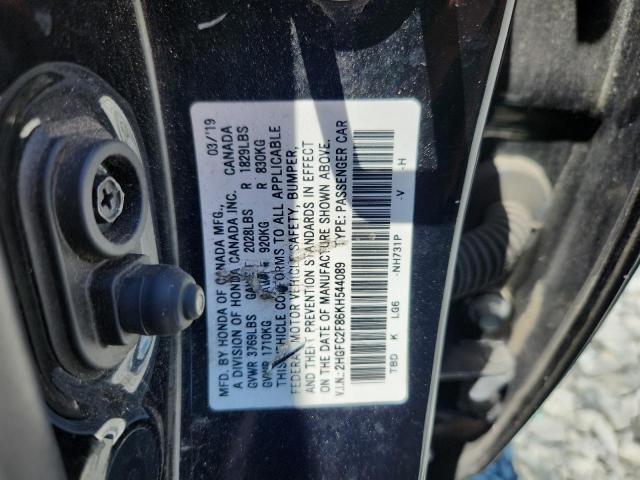 MFD. BY HONDA OF CANADA MFG., 03/19
A DIVISION OF HONDA CANADA INC. CANADA
GVWR 3769LBS F 2028LBS R 1829LBS
GVWR 1710KG F 920KG R 830KG
THIS VEHICLE CONFORMS TO ALL APPLICABLE
FEDERAL MOTOR VEHICLE SAFETY, BUMPER,
AND THEFT PREVENTION STANDARDS IN EFFECT
ON THE DATE OF MANUFACTURE SHOWN ABOVE.
V.I.N.: 2HGFC2F86KH544089 TYPE: PASSENGER CAR
TBD K LG6 -NH731P -V -H